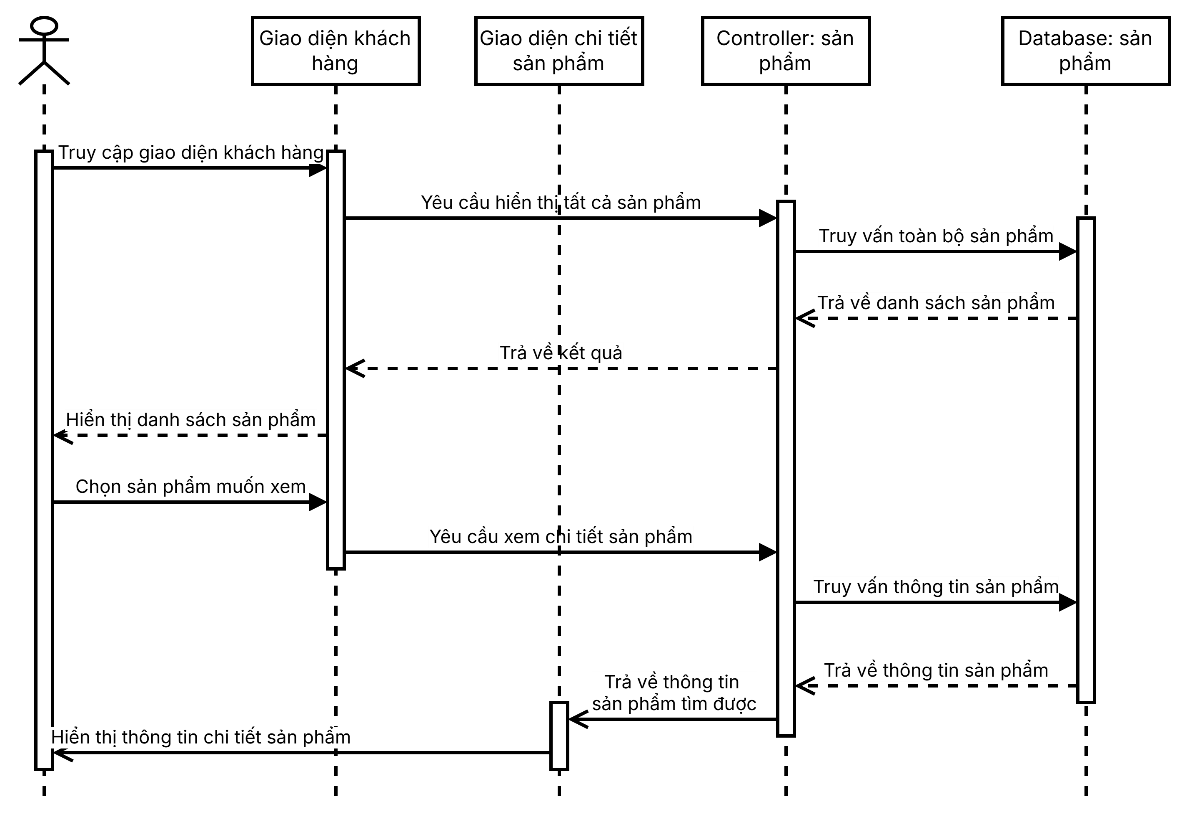 Giao diện khách
hàng
Giao diện chi tiết
sản phẩm
Controller: sản
phẩm
Database: sản
phẩm
Truy cập giao diện khách hàng
Yêu cầu hiển thị tất cả sản phẩm
Truy vấn toàn bộ sản phẩm
Trả về danh sách sản phẩm
Trả về kết quả
Hiển thị danh sách sản phẩm
Chọn sản phẩm muốn xem
Yêu cầu xem chi tiết sản phẩm
Truy vấn thông tin sản phẩm
Trả về thông tin sản phẩm
Trả về thông tin
sản phẩm tìm được
Hiển thị thông tin chi tiết sản phẩm